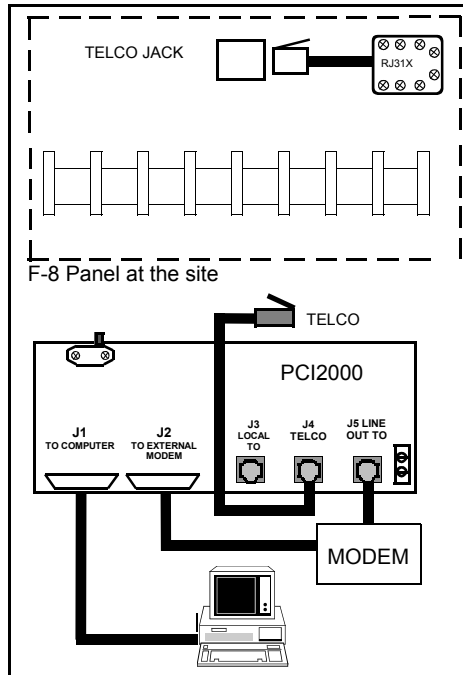 TELCO JACK
RJ31X
F-8 Panel at the site
TELCO
PCI2000
J1
TO COMPUTER
J2
TO EXTERNAL
MODEM
J3
LOCAL
TO
J4
TELCO
J5 LINE
OUT TO
MODEM